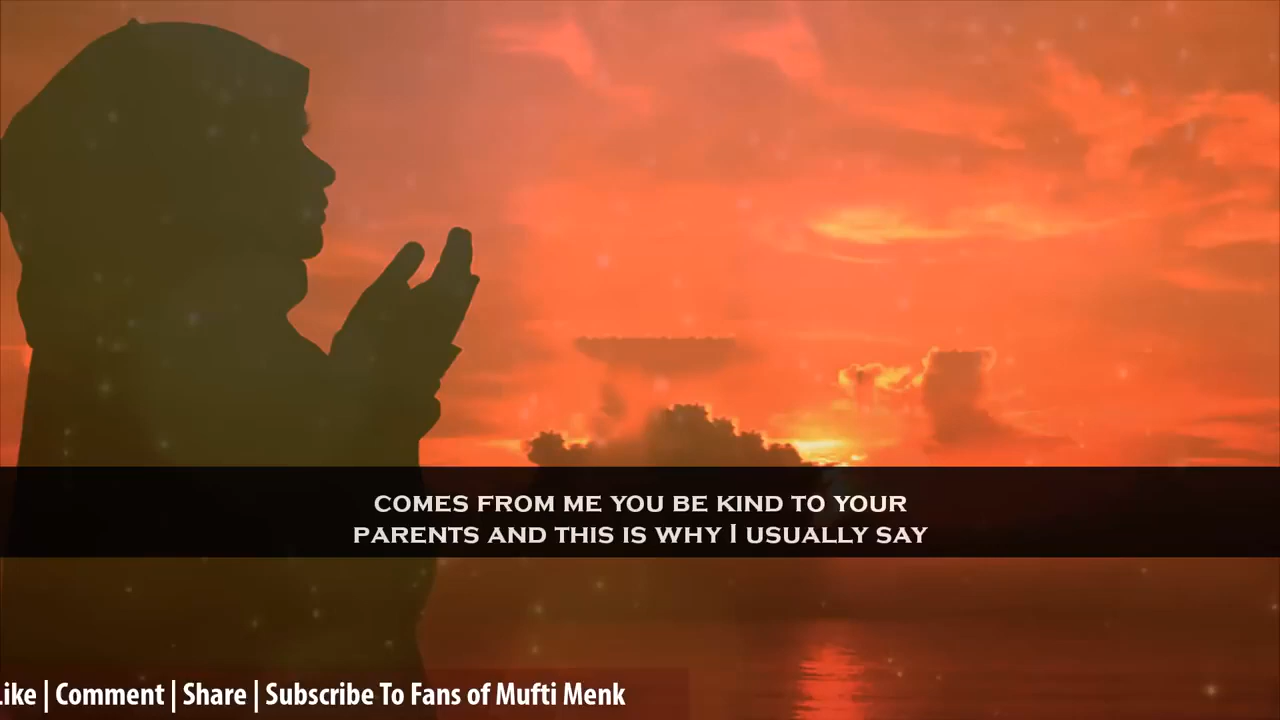 COMES FROM ME YOU BE KIND TO YOUR
PARENTS AND THIS IS WHY I USUALLY SAY
Like | Comment | Share | Subscribe To Fans of Mufti Menk